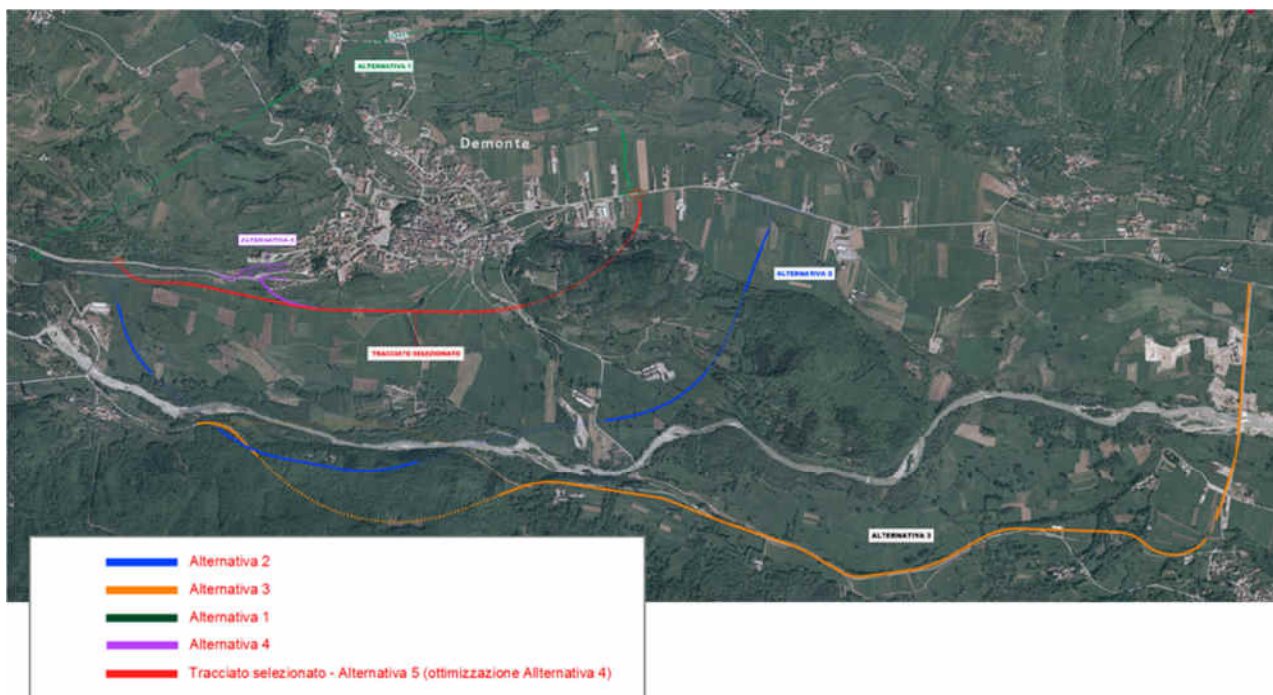 ALTERNATIVA 1
Demonte
ALTERNATIVA 4
ALTERNATIVA 2
TRACCIATO SELEZIONATO
ALTERNATIVA 3
Alternativa 2
Alternativa 3
Alternativa 1
Alternativa 4
Tracciato selezionato - Alternativa 5 (ottimizzazione Allternativa 4)